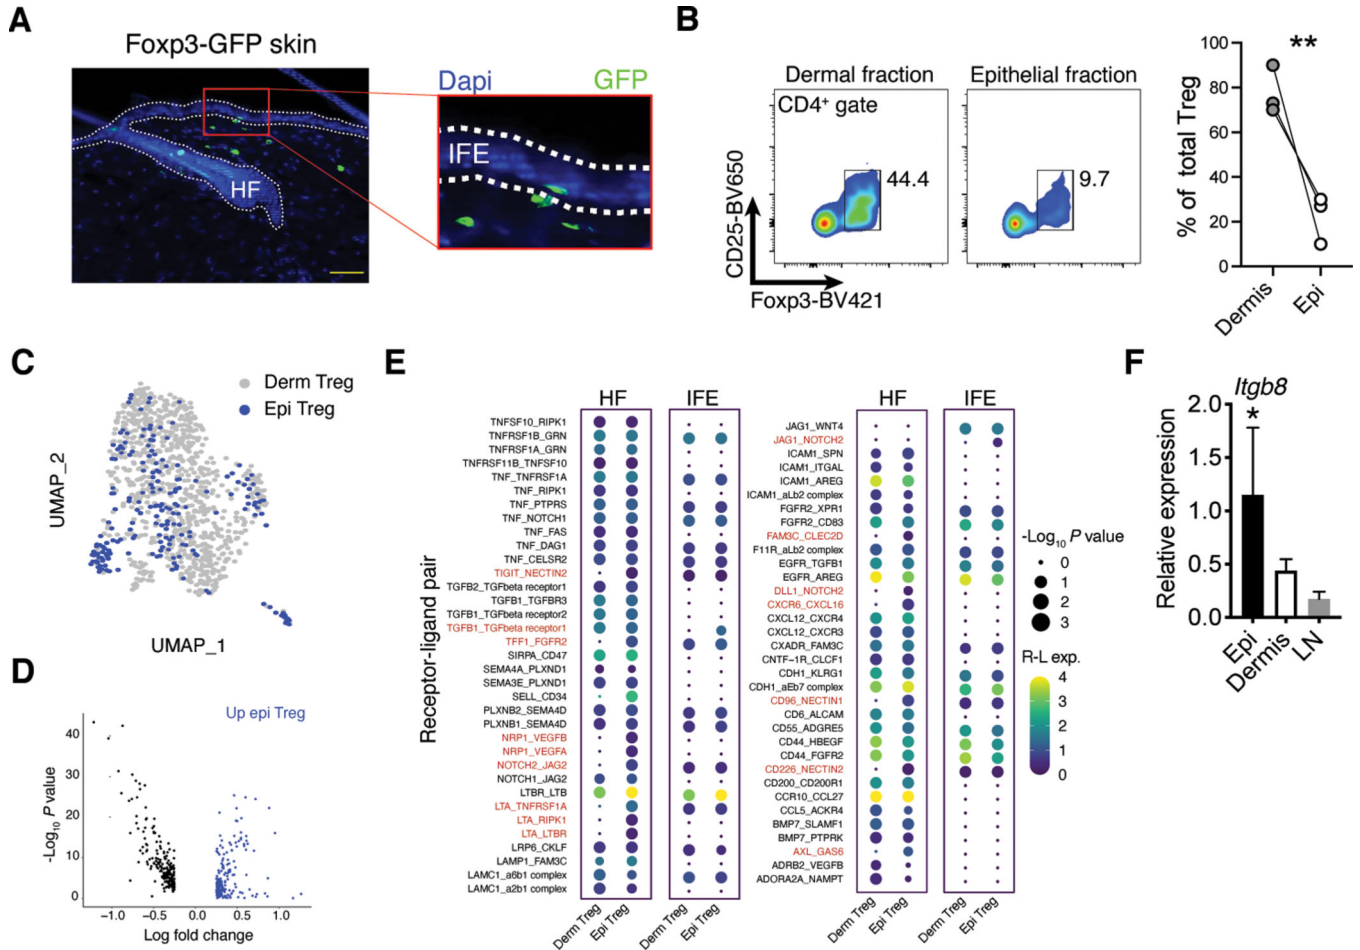 A
Foxp3-GFP skin
Dapi
GFP
IFE
HF
B
Dermal fraction
Epithelial fraction
CD4+ gate
44.4
9.7
CD25-BV650
Foxp3-BV421
**
% of total Treg
100
80
60
40
20
0
Dermis
Epi
C
Derm Treg
Epi Treg
UMAP_2
UMAP_1
D
Up epi Treg
-Log10 P value
40
30
20
10
0
−1.0
−0.5
0.0
0.5
1.0
Log fold change
E
HF
IFE
Receptor-ligand pair
TNFSF10_RIPK1
TNFRSF1B_GRN
TNFRSF1A_GRN
TNFRSF11B_TNFSF10
TNF_TNFRSF1A
TNF_RIPK1
TNF_PTPRS
TNF_NOTCH1
TNF_FAS
TNF_DAG1
TNF_CELSR2
TIGIT_NECTIN2
TGFB2_TGFbeta receptor1
TGFB1_TGFBR3
TGFB1_TGFbeta receptor2
TGFB1_TGFbeta receptor1
TFF1_FGFR2
SIRPA_CD47
SEMA4A_PLXND1
SEMA3E_PLXND1
SELL_CD34
PLXNB2_SEMA4D
PLXNB1_SEMA4D
NRP1_VEGFB
NRP1_VEGFA
NOTCH2_JAG2
NOTCH1_JAG2
LTBR_LTB
LTA_TNFRSF1A
LTA_RIPK1
LTA_LTBR
LRP6_CKLF
LAMP1_FAM3C
LAMC1_a6b1 complex
LAMC1_a2b1 complex
Derm Treg
Epi Treg
Derm Treg
Epi Treg
HF
IFE
JAG1_WNT4
JAG1_NOTCH2
ICAM1_SPN
ICAM1_ITGAL
ICAM1_AREG
ICAM1_aLb2 complex
FGFR2_XPR1
FGFR2_CD83
FAM3C_CLEC2D
F11R_aLb2 complex
EGFR_TGFB1
EGFR_AREG
DLL1_NOTCH2
CXCR6_CXCL16
CXCL12_CXCR4
CXCL12_CXCR3
CXADR_FAM3C
CNTF-1R_CLCF1
CDH1_KLRG1
CDH1_aEb7 complex
CD96_NECTIN1
CD6_ALCAM
CD55_ADGRE5
CD44_HBEGF
CD44_FGFR2
CD226_NECTIN2
CD200_CD200R1
CCR10_CCL27
CCL5_ACKR4
BMP7_SLAMF1
BMP7_PTPRK
AXL_GAS6
ADRB2_VEGFB
ADORA2A_NAMPT
Derm Treg
Epi Treg
Derm Treg
Epi Treg
-Log10 P value
0
1
2
3
R-L exp.
4
3
2
1
0
F
Itgb8
*
Relative expression
2.0
1.5
1.0
0.5
0.0
Epi
Dermis
LN